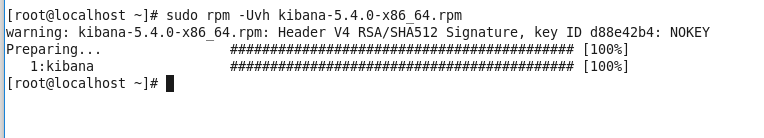 [root@localhost ~]# sudo rpm -Uvh kibana-5.4.0-x86_64.rpm
warning: kibana-5.4.0-x86_64.rpm: Header V4 RSA/SHA512 Signature, key ID d88e42b4: NOKEY
Preparing... ########################################### [100%]
1:kibana ########################################### [100%]
[root@localhost ~]#